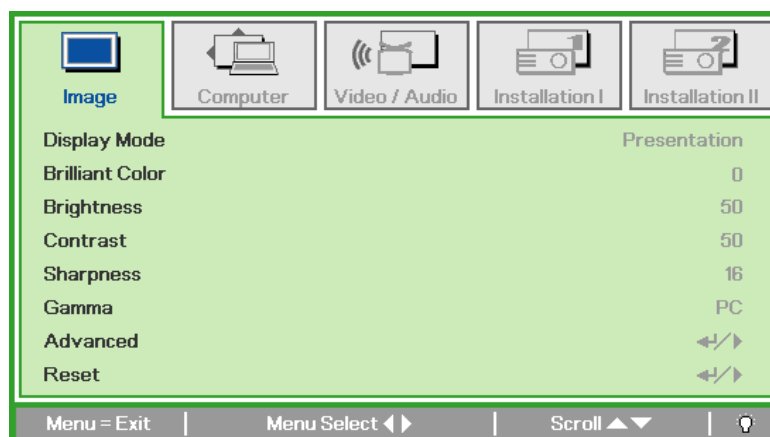 Image Computer Video / Audio Installation I Installation II
Display Mode Presentation
Brilliant Color 0
Brightness 50
Contrast 50
Sharpness 16
Gamma PC
Advanced
Reset
Menu = Exit Menu Select Scroll